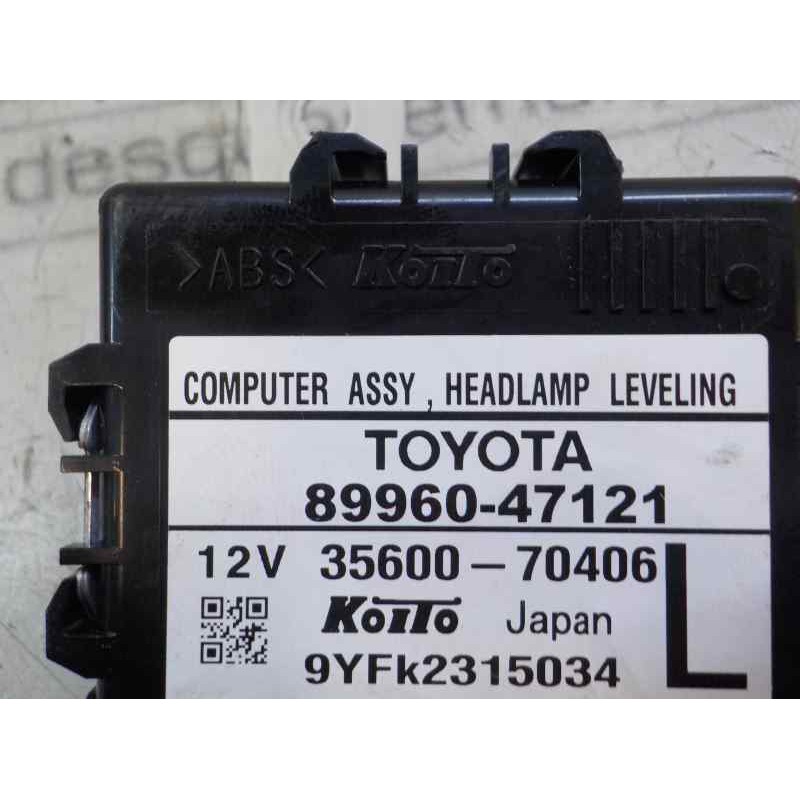 >ABS< KOITO
COMPUTER ASSY , HEADLAMP LEVELING
TOYOTA
89960-47121
12V 35600-70406 L
KOITO Japan
9YFk2315034